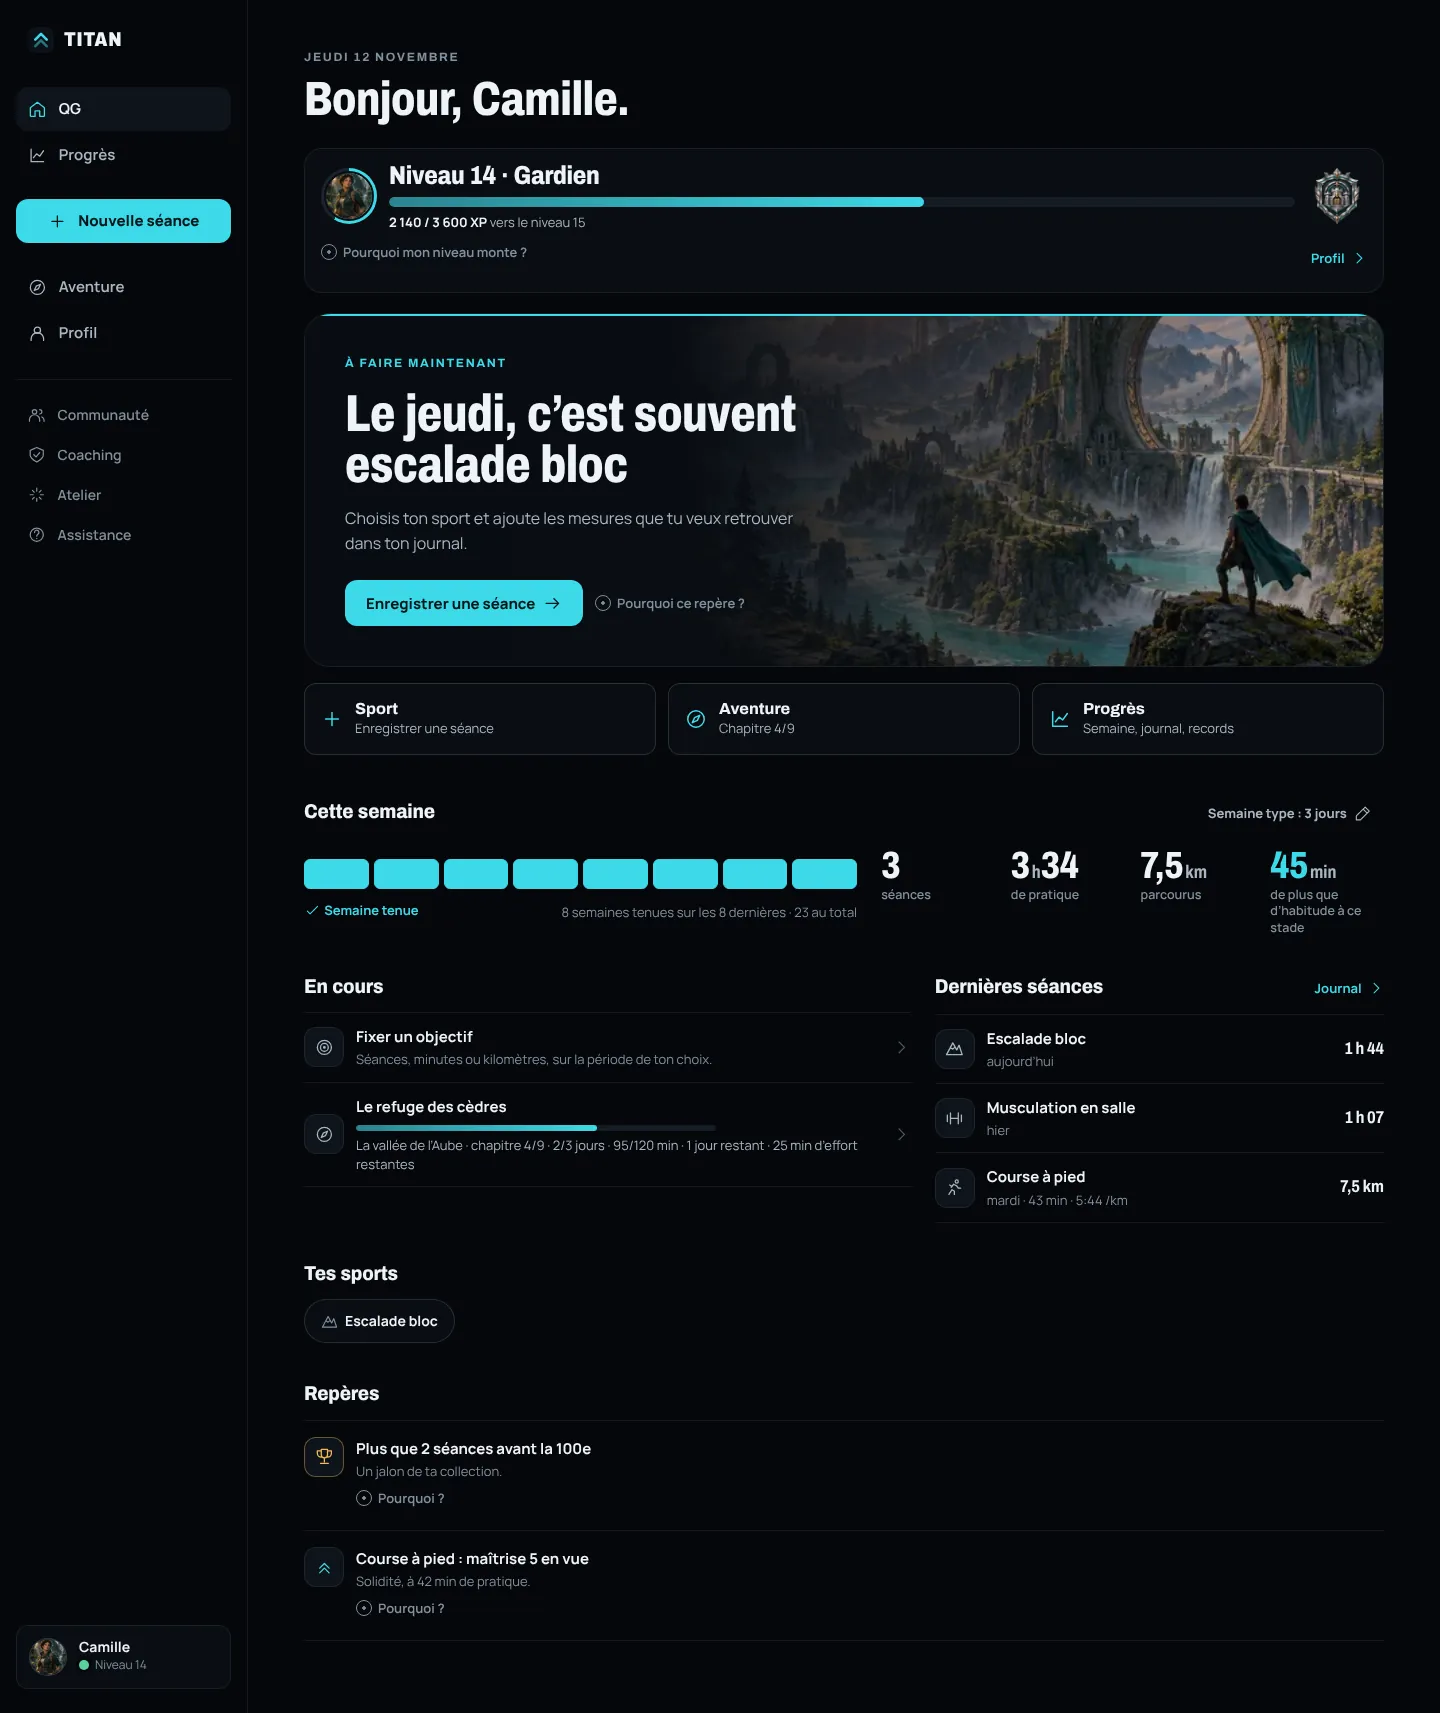 TITAN
QG
Progrès
Nouvelle séance
Aventure
Profil
Communauté
Coaching
Atelier
Assistance
Camille
Niveau 14
JEUDI 12 NOVEMBRE
Bonjour, Camille.
Niveau 14 · Gardien
2 140 / 3 600 XP vers le niveau 15
Pourquoi mon niveau monte ?
Profil
À FAIRE MAINTENANT
Le jeudi, c’est souvent
escalade bloc
Choisis ton sport et ajoute les mesures que tu veux retrouver
dans ton journal.
Enregistrer une séance
Pourquoi ce repère ?
Sport
Enregistrer une séance
Aventure
Chapitre 4/9
Progrès
Semaine, journal, records
Cette semaine
Semaine type : 3 jours
Semaine tenue
8 semaines tenues sur les 8 dernières · 23 au total
3
séances
3 h 34
de pratique
7,5 km
parcourus
45 min
de plus que
d’habitude à ce
stade
En cours
Fixer un objectif
Séances, minutes ou kilomètres, sur la période de ton choix.
Le refuge des cèdres
La vallée de l’Aube · chapitre 4/9 · 2/3 jours · 95/120 min · 1 jour restant · 25 min d’effort
restantes
Dernières séances
Journal
Escalade bloc
aujourd’hui
1 h 44
Musculation en salle
hier
1 h 07
Course à pied
mardi · 43 min · 5:44 /km
7,5 km
Tes sports
Escalade bloc
Repères
Plus que 2 séances avant la 100e
Un jalon de ta collection.
Pourquoi ?
Course à pied : maîtrise 5 en vue
Solidité, à 42 min de pratique.
Pourquoi ?